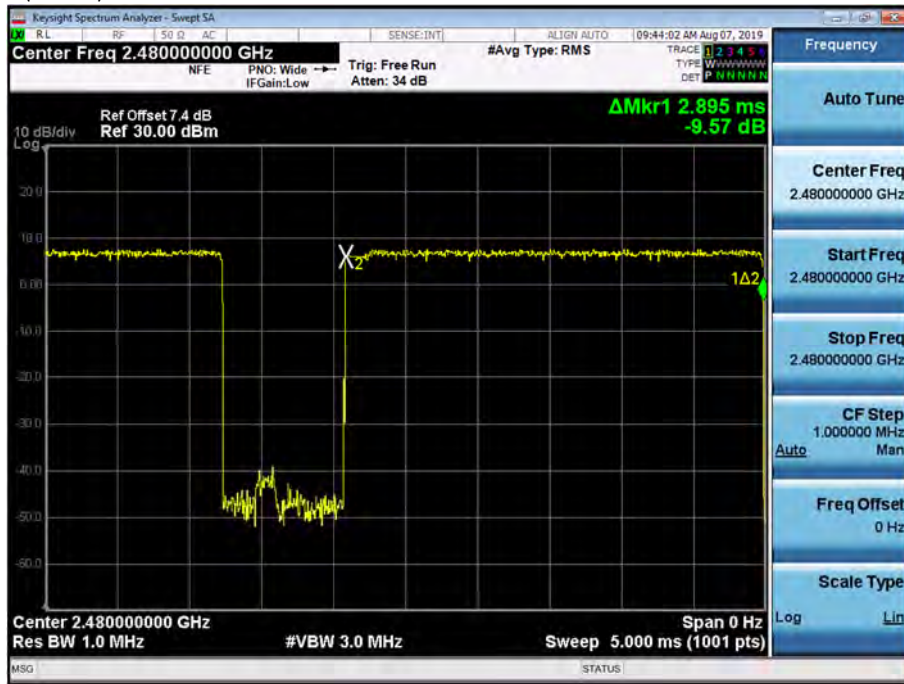 Keysight Spectrum Analyzer - Swept SA
RL RF 50 Ω AC SENSE:INT ALIGN AUTO 09:44:02 AM Aug 07, 2019
Center Freq 2.480000000 GHz
NFE
PNO: Wide
IFGain:Low
Trig: Free Run
Atten: 34 dB
#Avg Type: RMS
TRACE 1 2 3 4 5 6
TYPE WWWWWW
DET P N N N N N
ΔMkr1 2.895 ms
-9.57 dB
Ref Offset 7.4 dB
10 dB/div Ref 30.00 dBm
Log
20.0
10.0
0.00
-10.0
-20.0
-30.0
-40.0
-50.0
-60.0
2
1Δ2
Center 2.480000000 GHz Span 0 Hz
Res BW 1.0 MHz #VBW 3.0 MHz Sweep 5.000 ms (1001 pts)
MSG STATUS
Frequency
Auto Tune
Center Freq
2.480000000 GHz
Start Freq
2.480000000 GHz
Stop Freq
2.480000000 GHz
CF Step
1.000000 MHz
Auto Man
Freq Offset
0 Hz
Scale Type
Log Lin